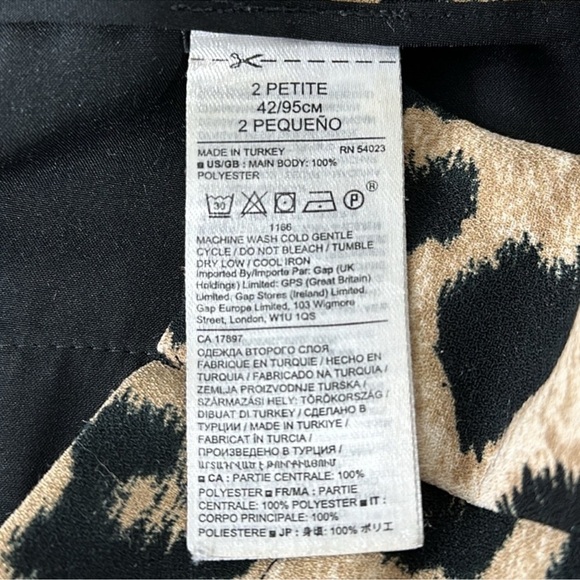 2 PETITE
42/95CM
2 PEQUEÑO
MADE IN TURKEY RN 54023
■ US/GB : MAIN BODY: 100%
POLYESTER
30 P ®
1166
MACHINE WASH COLD GENTLE
CYCLE / DO NOT BLEACH / TUMBLE
DRY LOW / COOL IRON
Imported By/Importe Par: Gap (UK
Holdings) Limited: GPS (Great Britain)
Limited, Gap Stores (Ireland) Limited.
Gap Europe Limited, 103 Wigmore
Street, London, W1U 1QS
CA 17897
ОДЕЖДА ВТОРОГО СЛОЯ
FABRIQUE EN TURQUIE / HECHO EN
TURQUIA / FABRICADO NA TURQUIA /
ZEMLJA PROIZVODNJE TURSKA /
SZÁRMAZÁSI HELY: TÖRÖKORSZÁG /
DIBUAT DI TURKEY / СДЕЛАНО В
ТУРЦИИ / MADE IN TURKIYE /
FABRICAT ÎN TURCIA /
ПРОИЗВЕДЕНО В ТУРЦИЯ /
■ CA : PARTIE CENTRALE: 100%
POLYESTER ■ FR/MA : PARTIE
CENTRALE: 100% POLYESTER ■ IT :
CORPO PRINCIPALE: 100%
POLIESTERE ■ JP : 身頃: 100% ポリエ